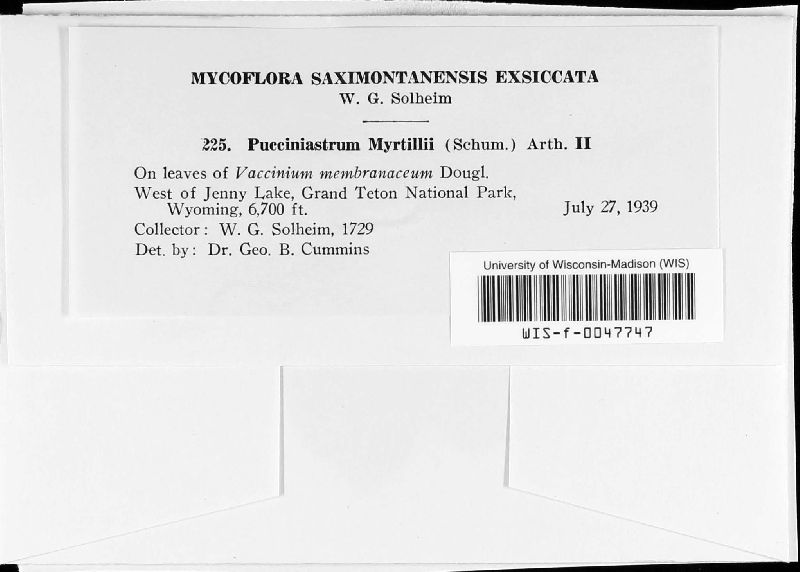 MYCOFLORA SAXIMONTANENSIS EXSICCATA
W. G. Solheim
225. Pucciniastrum Myrtillii (Schum.) Arth. II
On leaves of Vaccinium membranaceum Dougl.
West of Jenny Lake, Grand Teton National Park,
Wyoming, 6,700 ft. July 27, 1939
Collector: W. G. Solheim, 1729
Det. by: Dr. Geo. B. Cummins
University of Wisconsin-Madison (WIS)
WIS-f-0047747